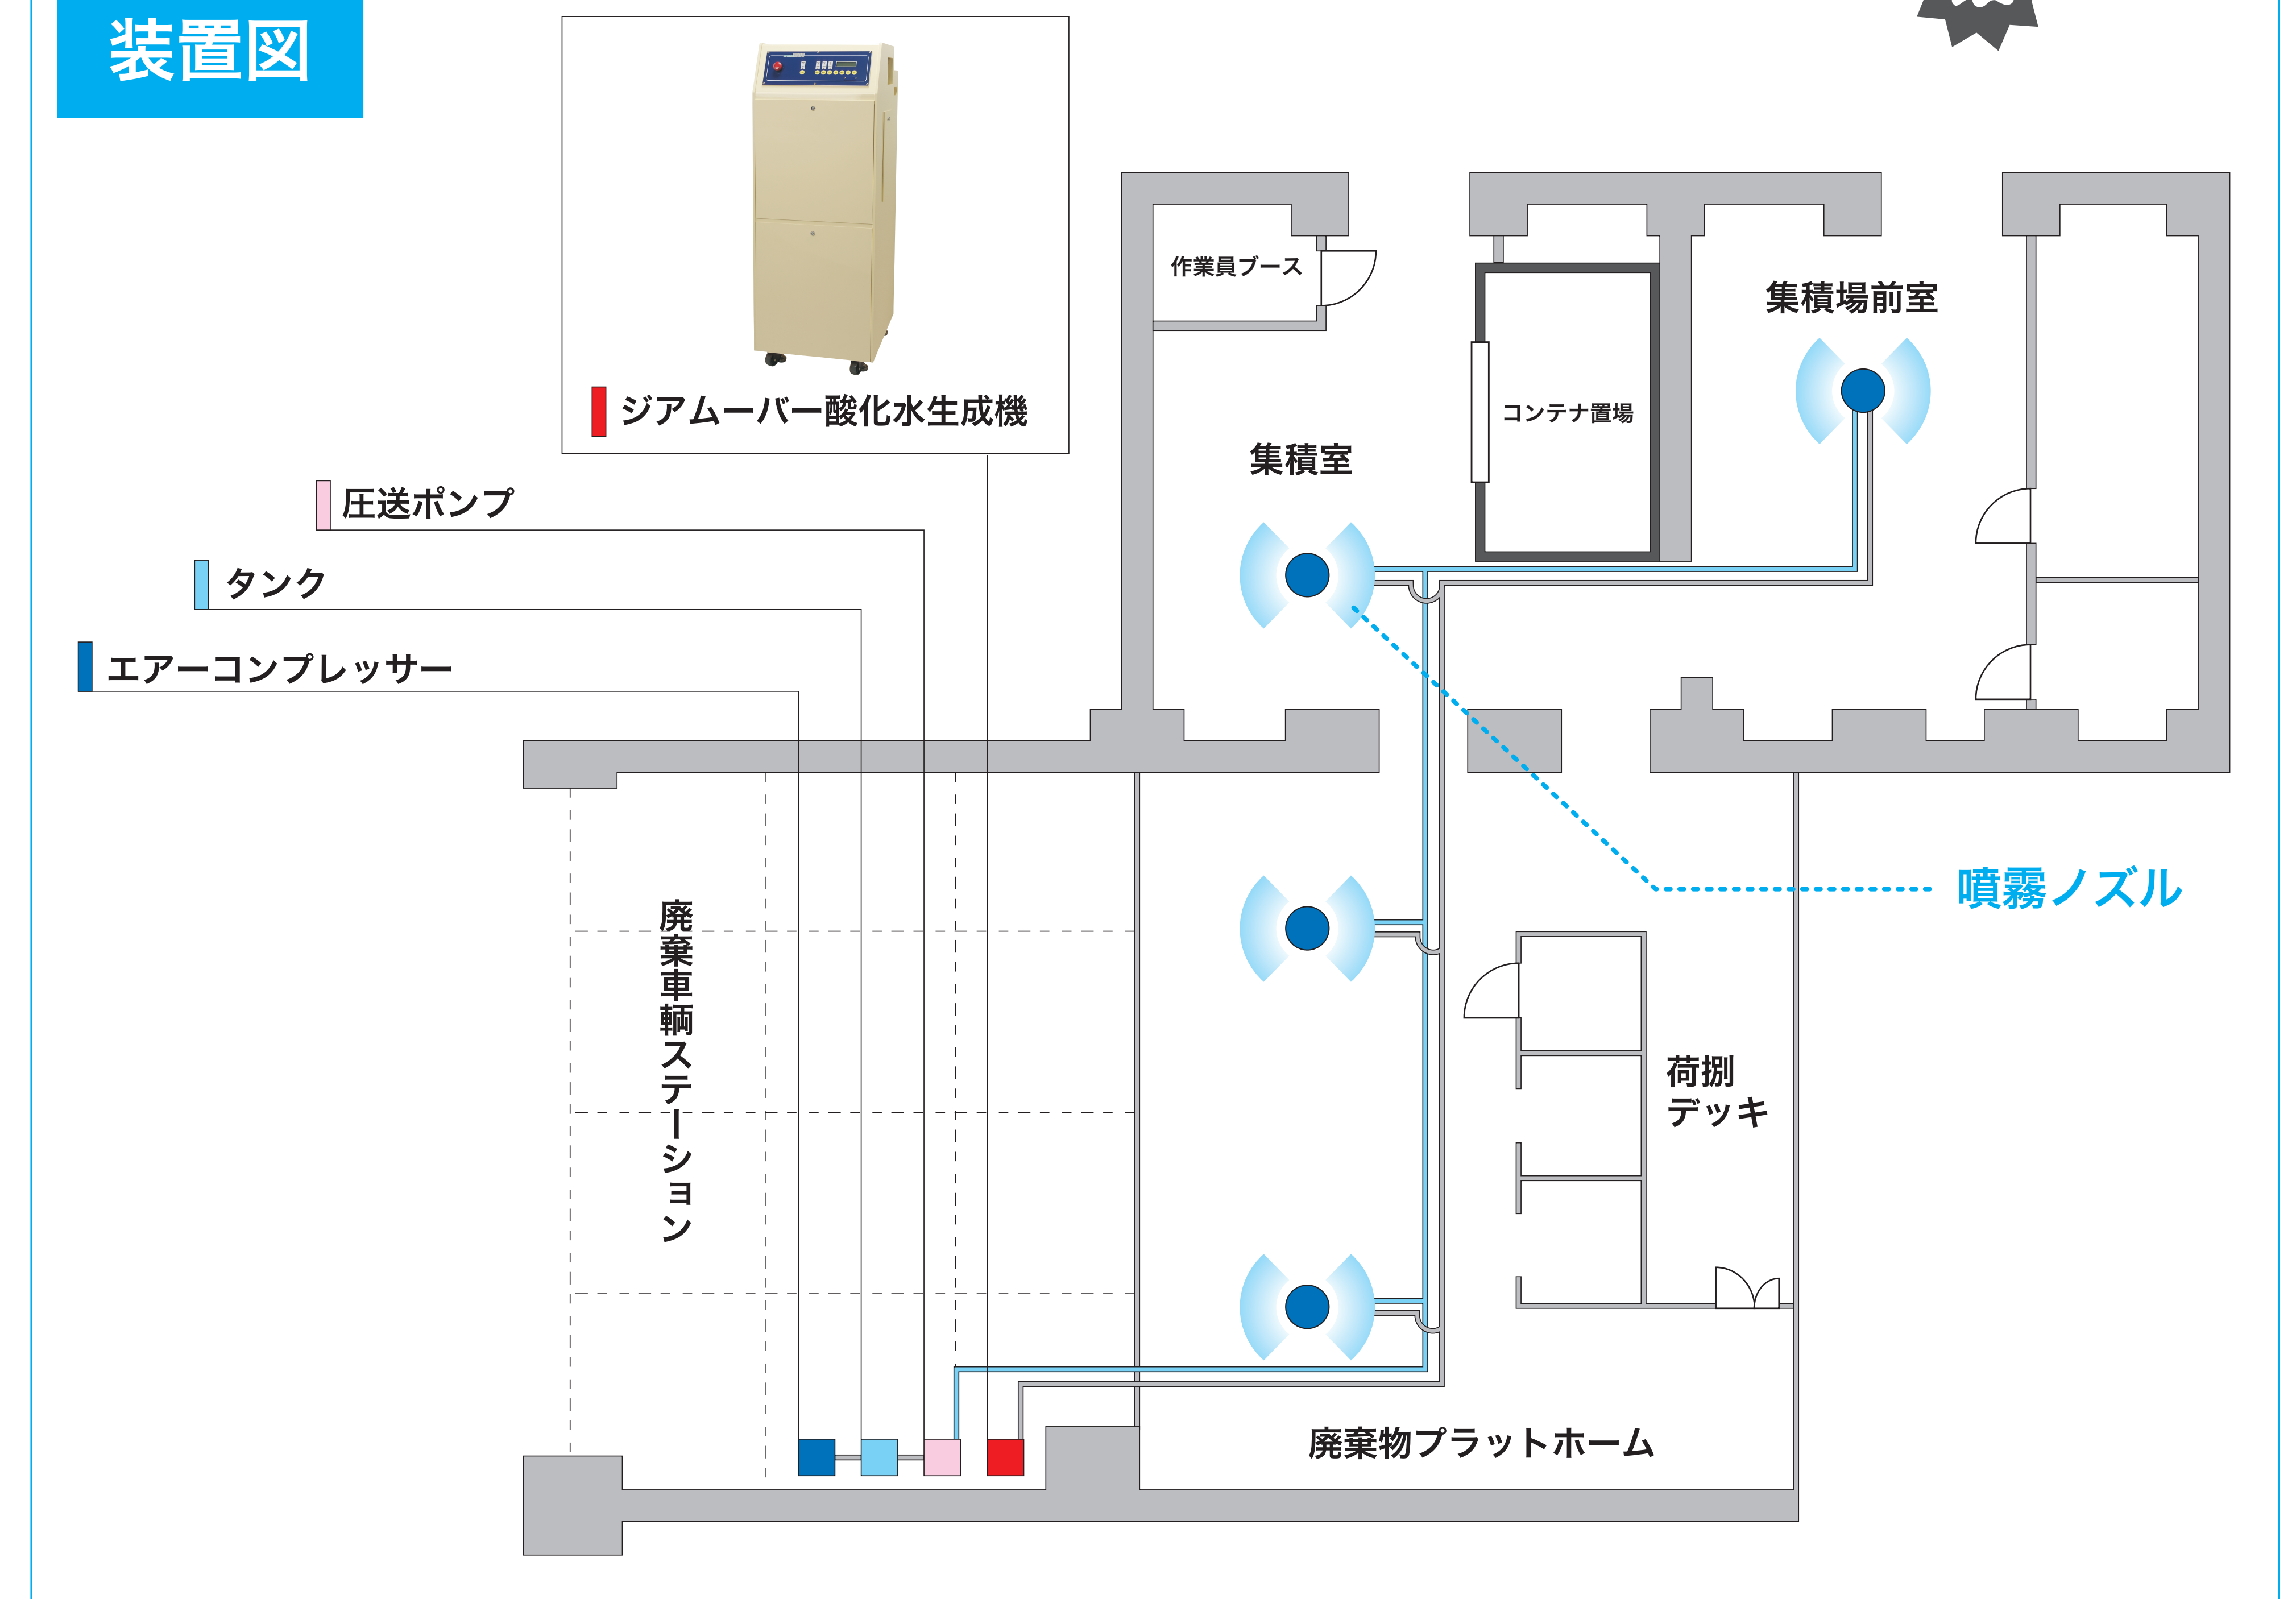 装置図
ジアムーバー酸化水生成機
圧送ポンプ
タンク
エアーコンプレッサー
作業員ブース
集積場前室
コンテナ置場
集積室
噴霧ノズル
廃棄車輌ステーション
荷捌
デッキ
廃棄物プラットホーム